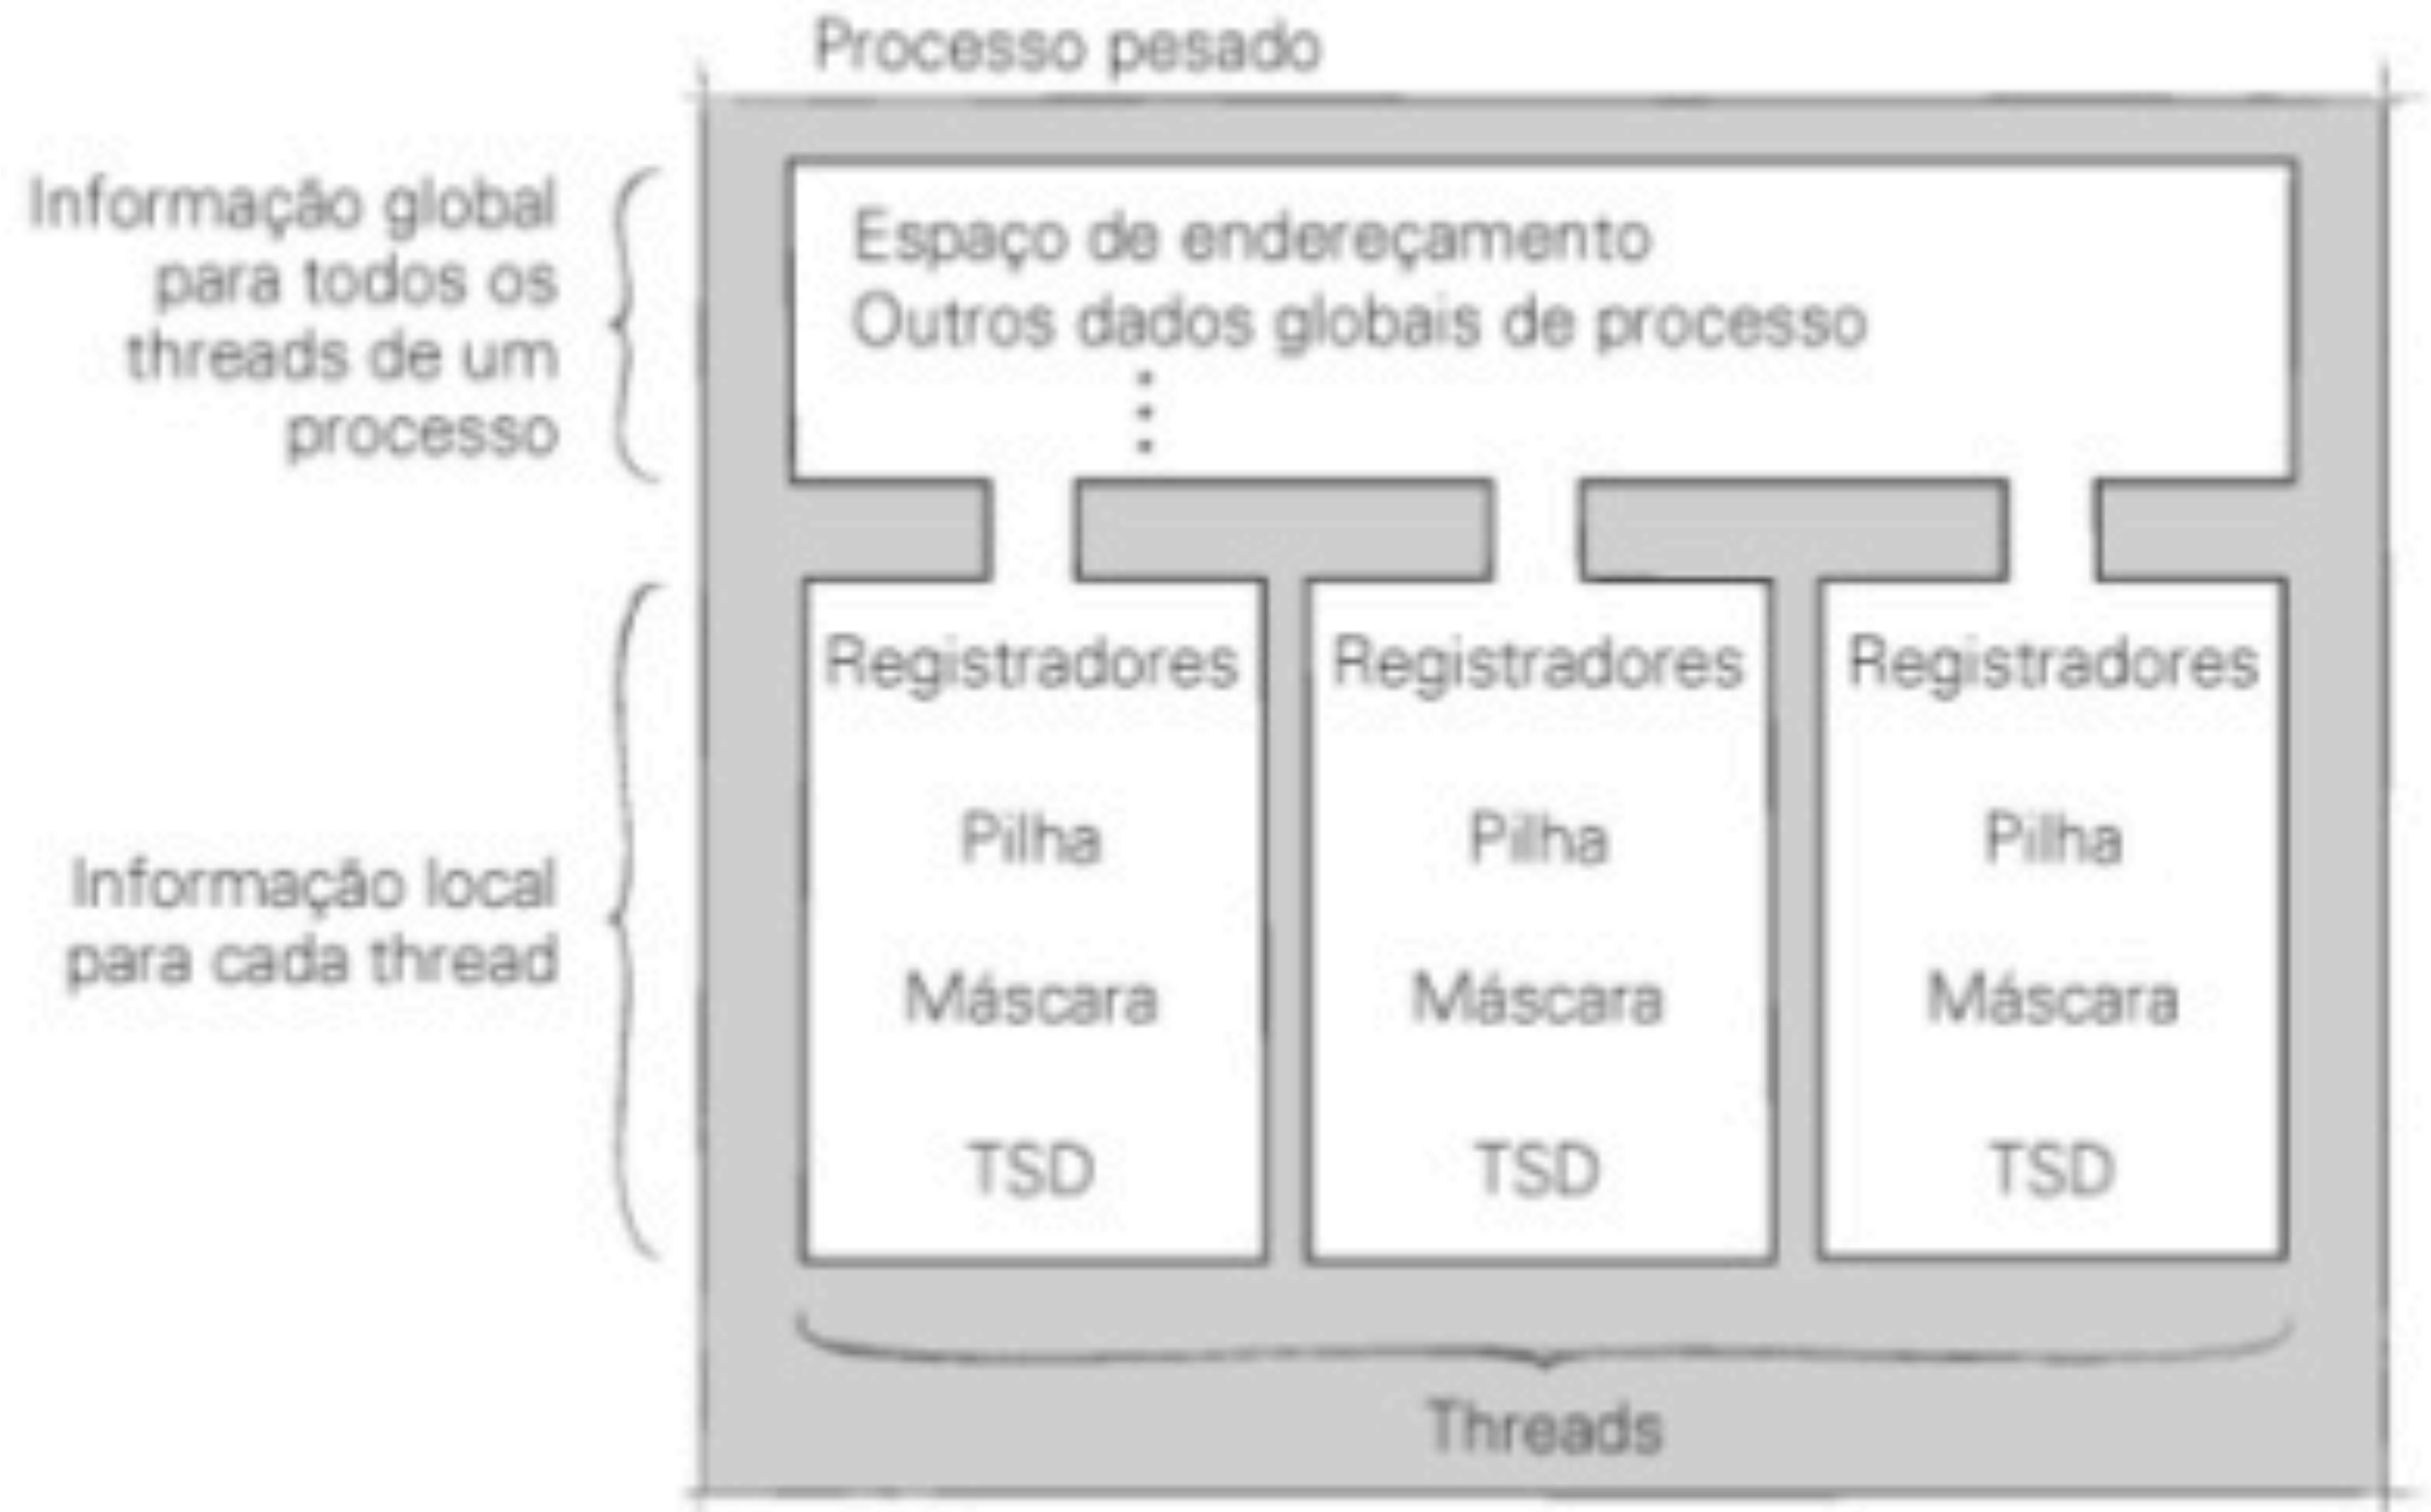 Processo pesado
Informação global
para todos os
threads de um
processo
Espaço de endereçamento
Outros dados globais de processo
Informação local
para cada thread
Registradores
Pilha
Máscara
TSD
Registradores
Pilha
Máscara
TSD
Registradores
Pilha
Máscara
TSD
Threads